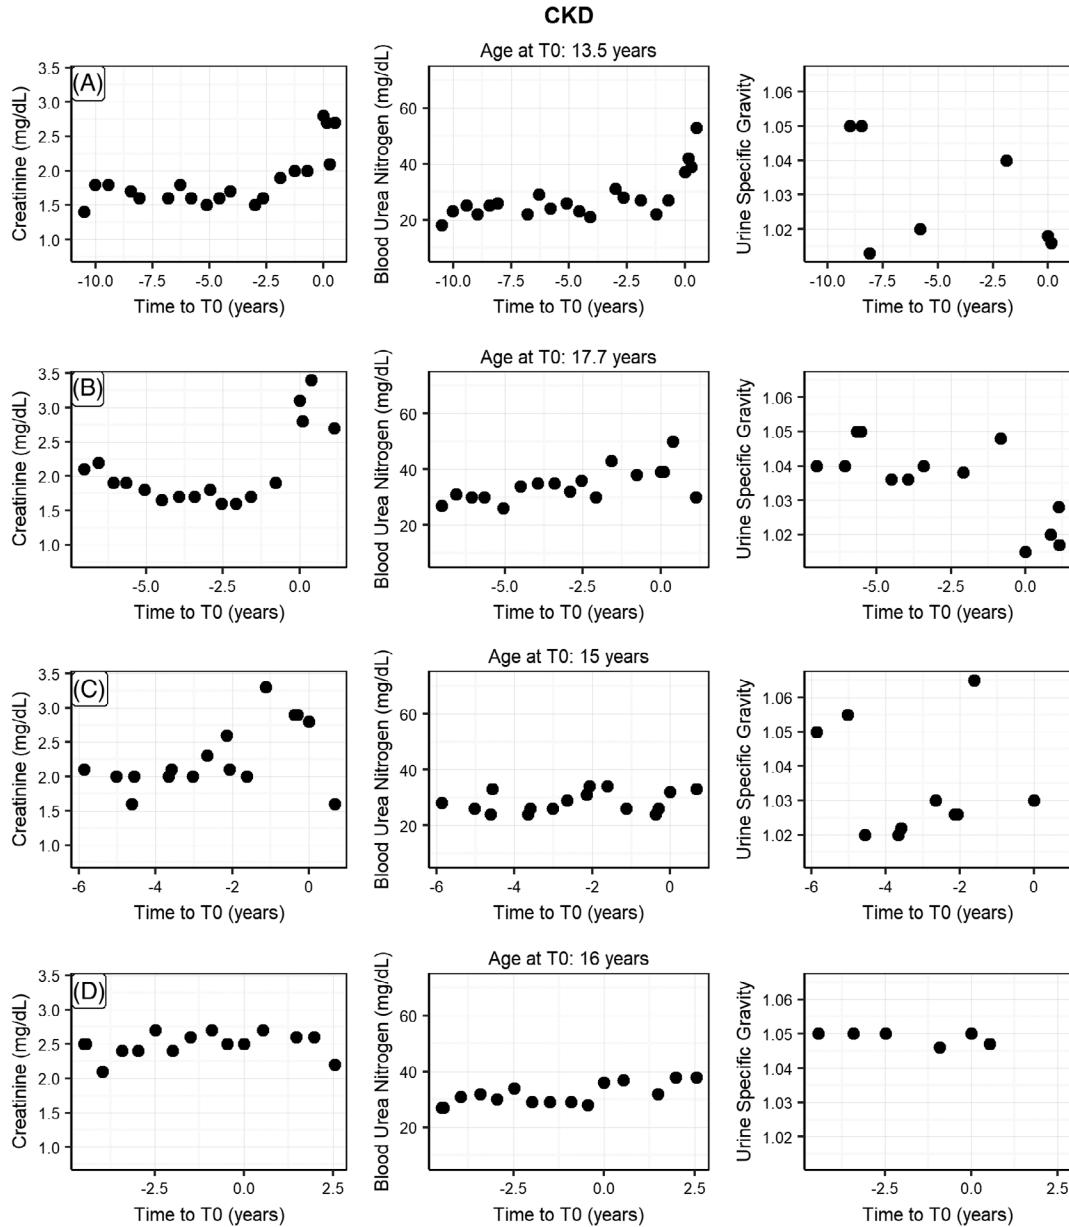 CKD
Age at T0: 13.5 years
(A)
Creatinine (mg/dL)
3.5
3.0
2.5
2.0
1.5
1.0
-10.0 -7.5 -5.0 -2.5 0.0
Time to T0 (years)
Blood Urea Nitrogen (mg/dL)
60
40
20
-10.0 -7.5 -5.0 -2.5 0.0
Time to T0 (years)
Urine Specific Gravity
1.06
1.05
1.04
1.03
1.02
-10.0 -7.5 -5.0 -2.5 0.0
Time to T0 (years)
Age at T0: 17.7 years
(B)
Creatinine (mg/dL)
3.5
3.0
2.5
2.0
1.5
1.0
-5.0 -2.5 0.0
Time to T0 (years)
Blood Urea Nitrogen (mg/dL)
60
40
20
-5.0 -2.5 0.0
Time to T0 (years)
Urine Specific Gravity
1.06
1.05
1.04
1.03
1.02
-5.0 -2.5 0.0
Time to T0 (years)
Age at T0: 15 years
(C)
Creatinine (mg/dL)
3.5
3.0
2.5
2.0
1.5
1.0
-6 -4 -2 0
Time to T0 (years)
Blood Urea Nitrogen (mg/dL)
60
40
20
-6 -4 -2 0
Time to T0 (years)
Urine Specific Gravity
1.06
1.05
1.04
1.03
1.02
-6 -4 -2 0
Time to T0 (years)
Age at T0: 16 years
(D)
Creatinine (mg/dL)
3.5
3.0
2.5
2.0
1.5
1.0
-2.5 0.0 2.5
Time to T0 (years)
Blood Urea Nitrogen (mg/dL)
60
40
20
-2.5 0.0 2.5
Time to T0 (years)
Urine Specific Gravity
1.06
1.05
1.04
1.03
1.02
-2.5 0.0 2.5
Time to T0 (years)